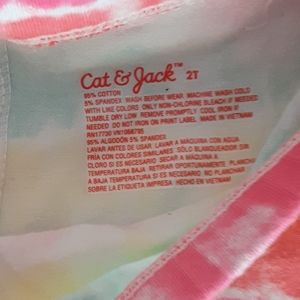 Cat & Jack™ 2T
95% COTTON
5% SPANDEX WASH BEFORE WEAR MACHINE WASH COLD
WITH LIKE COLORS ONLY NON-CHLORINE BLEACH IF NEEDED
TUMBLE DRY LOW REMOVE PROMPTLY COOL IRON IF
NEEDED DO NOT IRON ON PRINT LABEL MADE IN VIETNAM
RN17730 VN1056795
95% ALGODÓN 5% SPANDEX
LAVAR ANTES DE USAR LAVAR A MÁQUINA CON AGUA
FRÍA CON COLORES SIMILARES SÓLO BLANQUEADOR SIN
CLORO SI ES NECESARIO SECAR A MÁQUINA A
BAJA TEMPERATURA RETIRAR OPORTUNAMENTE PLANCHAR
A BAJA TEMPERATURA SI ES NECESARIO NO PLANCHAR
SOBRE LA ETIQUETA IMPRESA HECHO EN VIETNAM